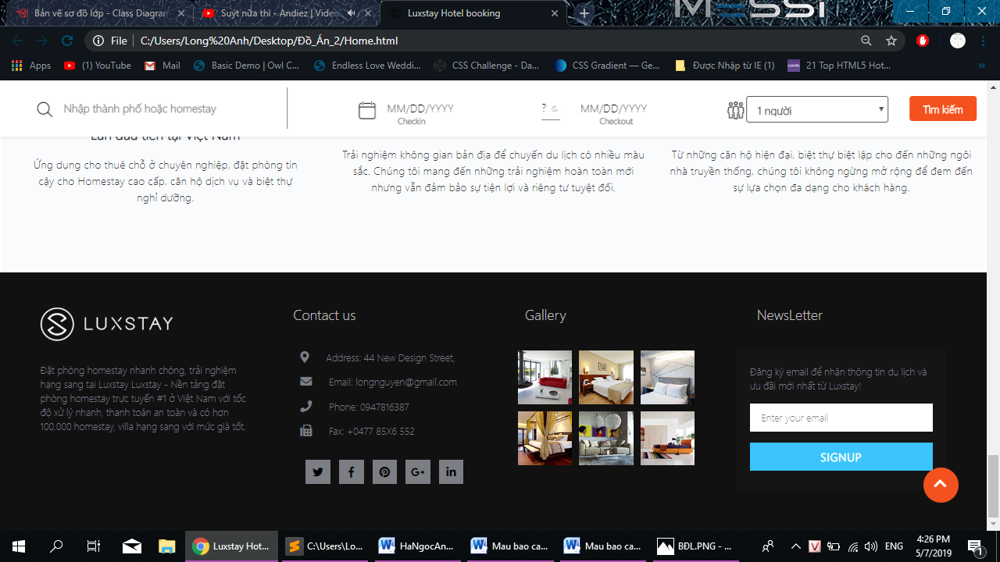 MESSI
Bản vẽ sơ đồ lớp - Class Diagram
Suýt nữa thì - Andiez | Video
Luxstay Hotel booking
File
C:/Users/Long%20Anh/Desktop/Đồ_Án_2/Home.html
Apps
(1) YouTube
Mail
Basic Demo | Owl C...
Endless Love Weddi...
CSS Challenge - Da...
CSS Gradient — Ge...
Được Nhập từ IE (1)
21 Top HTML5 Hot...
Nhập thành phố hoặc homestay
MM/DD/YYYY
Checkin
?
MM/DD/YYYY
Checkout
1 người
Tìm kiếm
Lần đầu tiên tại Việt Nam
Ứng dụng cho thuê chỗ ở chuyên nghiệp, đặt phòng tin
cậy cho Homestay cao cấp, căn hộ dịch vụ và biệt thự
nghỉ dưỡng.
Trải nghiệm không gian bản địa để chuyến du lịch có nhiều màu
sắc. Chúng tôi mang đến những trải nghiệm hoàn toàn mới
nhưng vẫn đảm bảo sự tiện lợi và riêng tư tuyệt đối.
Từ những căn hộ hiện đại, biệt thự biệt lập cho đến những ngôi
nhà truyền thống, chúng tôi không ngừng mở rộng để đem đến
sự lựa chọn đa dạng cho khách hàng.
LUXSTAY
Đặt phòng homestay nhanh chóng, trải nghiệm
hạng sang tại Luxstay Luxstay - Nền tảng đặt
phòng homestay trực tuyến #1 ở Việt Nam với tốc
độ xử lý nhanh, thanh toán an toàn và có hơn
100.000 homestay, villa hạng sang với mức giá tốt.
Contact us
Address: 44 New Design Street,
Email: longnguyen@gmail.com
Phone: 0947816387
Fax: +0477 85X6 552
Gallery
NewsLetter
Đăng ký email để nhận thông tin du lịch và
ưu đãi mới nhất từ Luxstay!
Enter your email
SIGNUP
Luxstay Hot...
C:\Users\Lo...
HaNgocAn...
Mau bao ca...
Mau bao ca...
BĐL.PNG - ...
V
ENG
4:26 PM
5/7/2019
1